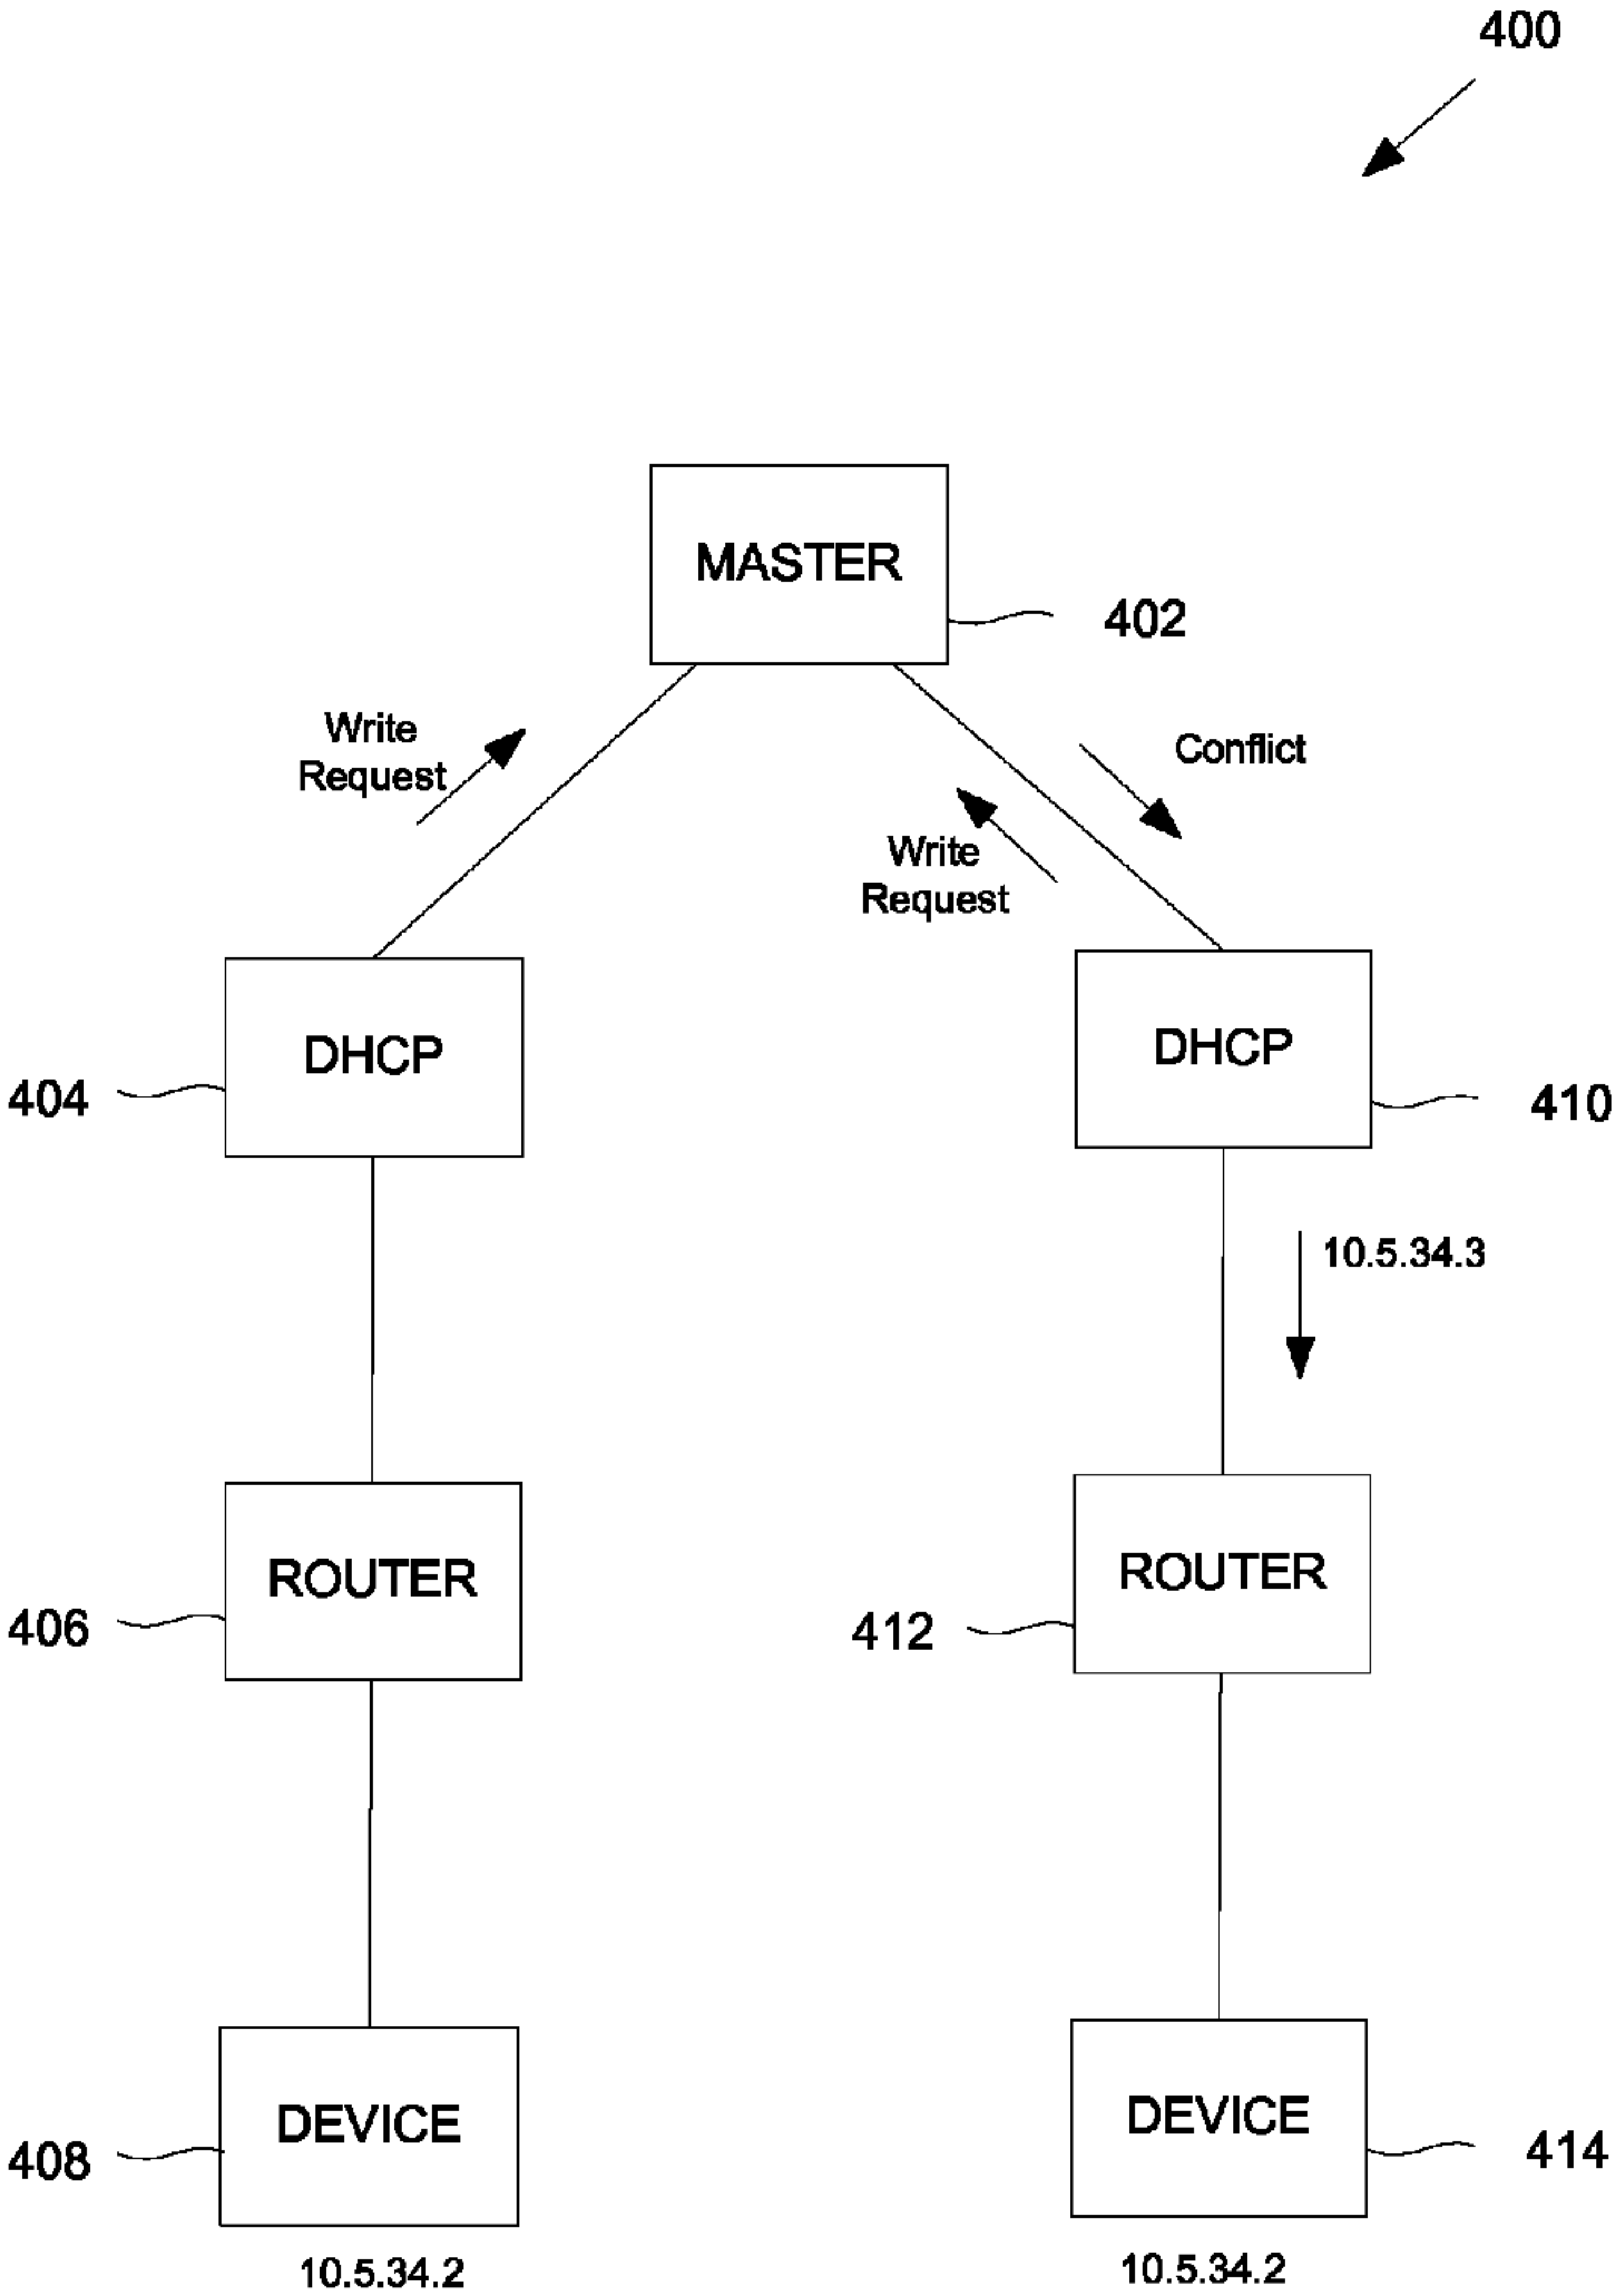 400
MASTER
402
Write
Request
Conflict
Write
Request
DHCP
404
DHCP
410
10.5.34.3
ROUTER
406
ROUTER
412
DEVICE
408
DEVICE
414
10.5.34.2
10.5.34.2